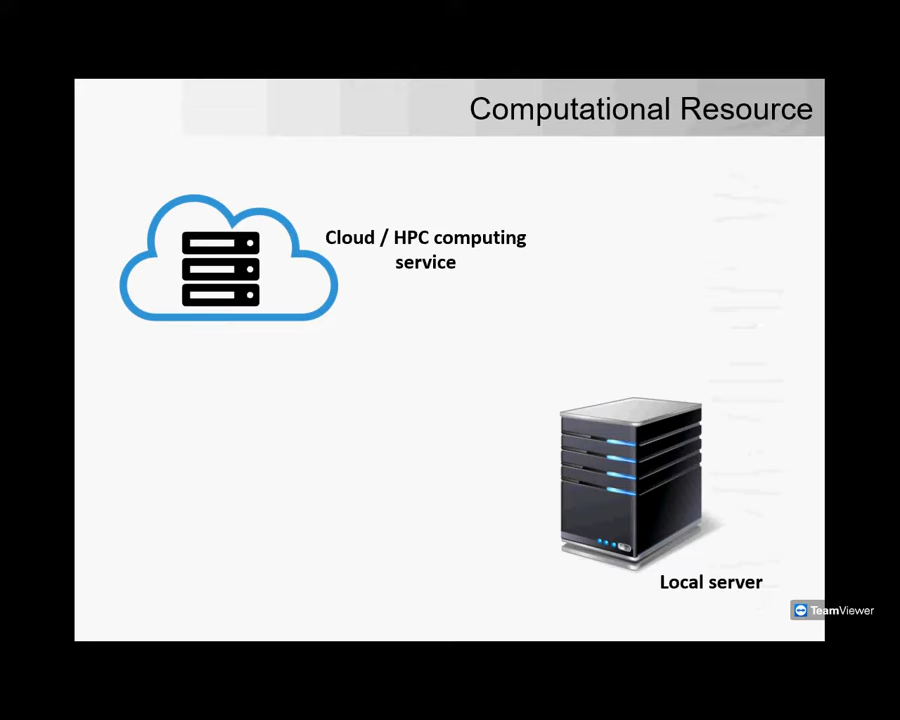 Computational Resource
Cloud / HPC computing
service
Local server
TeamViewer